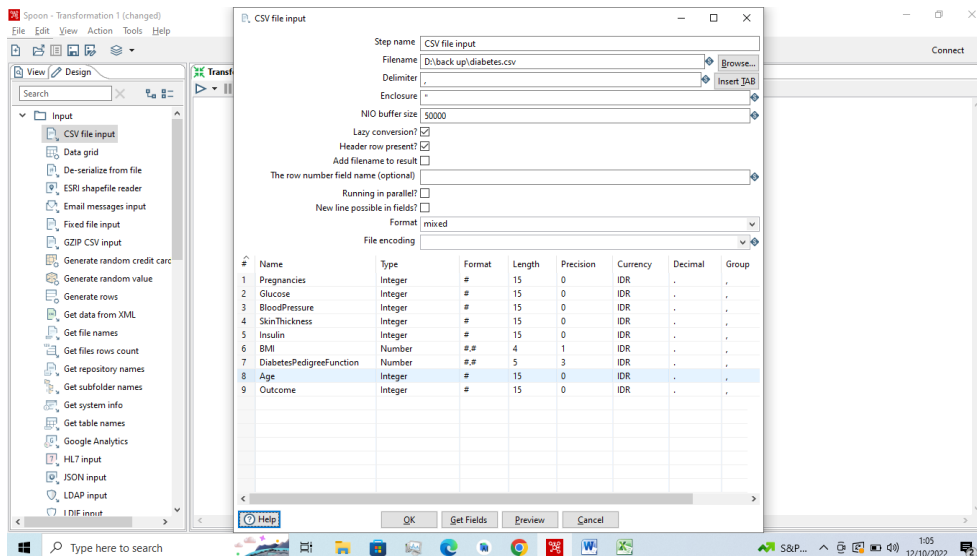 Spoon - Transformation 1 (changed)
File Edit View Action Tools Help
Connect
View Design
Search
Input
CSV file input
Data grid
De-serialize from file
ESRI shapefile reader
Email messages input
Fixed file input
GZIP CSV input
Generate random credit card
Generate random value
Generate rows
Get data from XML
Get file names
Get files rows count
Get repository names
Get subfolder names
Get system info
Get table names
Google Analytics
HL7 input
JSON input
LDAP input
LDIF input
Transf
CSV file input
Step name CSV file input
Filename D:\back up\diabetes.csv Browse...
Delimiter , Insert TAB
Enclosure "
NIO buffer size 50000
Lazy conversion?
Header row present?
Add filename to result
The row number field name (optional)
Running in parallel?
New line possible in fields?
Format mixed
File encoding
# Name Type Format Length Precision Currency Decimal Group
1 Pregnancies Integer # 15 0 IDR . ,
2 Glucose Integer # 15 0 IDR . ,
3 BloodPressure Integer # 15 0 IDR . ,
4 SkinThickness Integer # 15 0 IDR . ,
5 Insulin Integer # 15 0 IDR . ,
6 BMI Number #.# 4 1 IDR . ,
7 DiabetesPedigreeFunction Number #.# 5 3 IDR . ,
8 Age Integer # 15 0 IDR . ,
9 Outcome Integer # 15 0 IDR . ,
Help OK Get Fields Preview Cancel
Type here to search
S&P...
1:05
12/10/2022